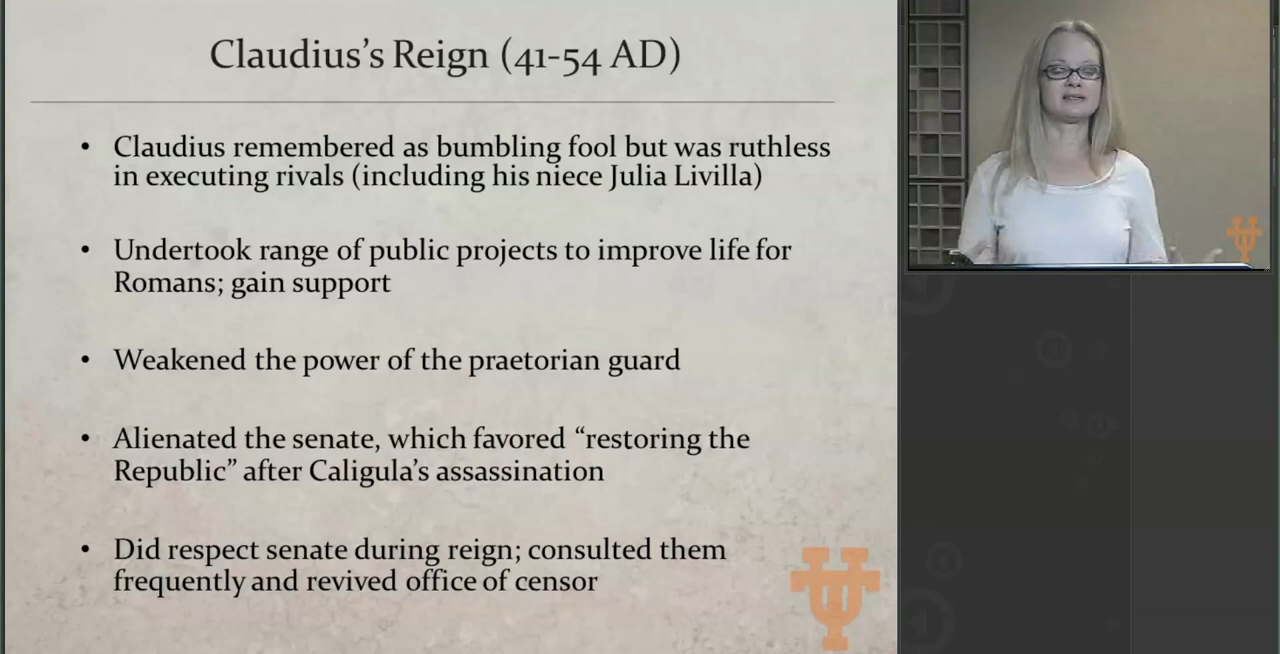 Claudius's Reign (41-54 AD)
• Claudius remembered as bumbling fool but was ruthless
in executing rivals (including his niece Julia Livilla)
• Undertook range of public projects to improve life for
Romans; gain support
• Weakened the power of the praetorian guard
• Alienated the senate, which favored “restoring the
Republic” after Caligula’s assassination
• Did respect senate during reign; consulted them
frequently and revived office of censor
UT
UT